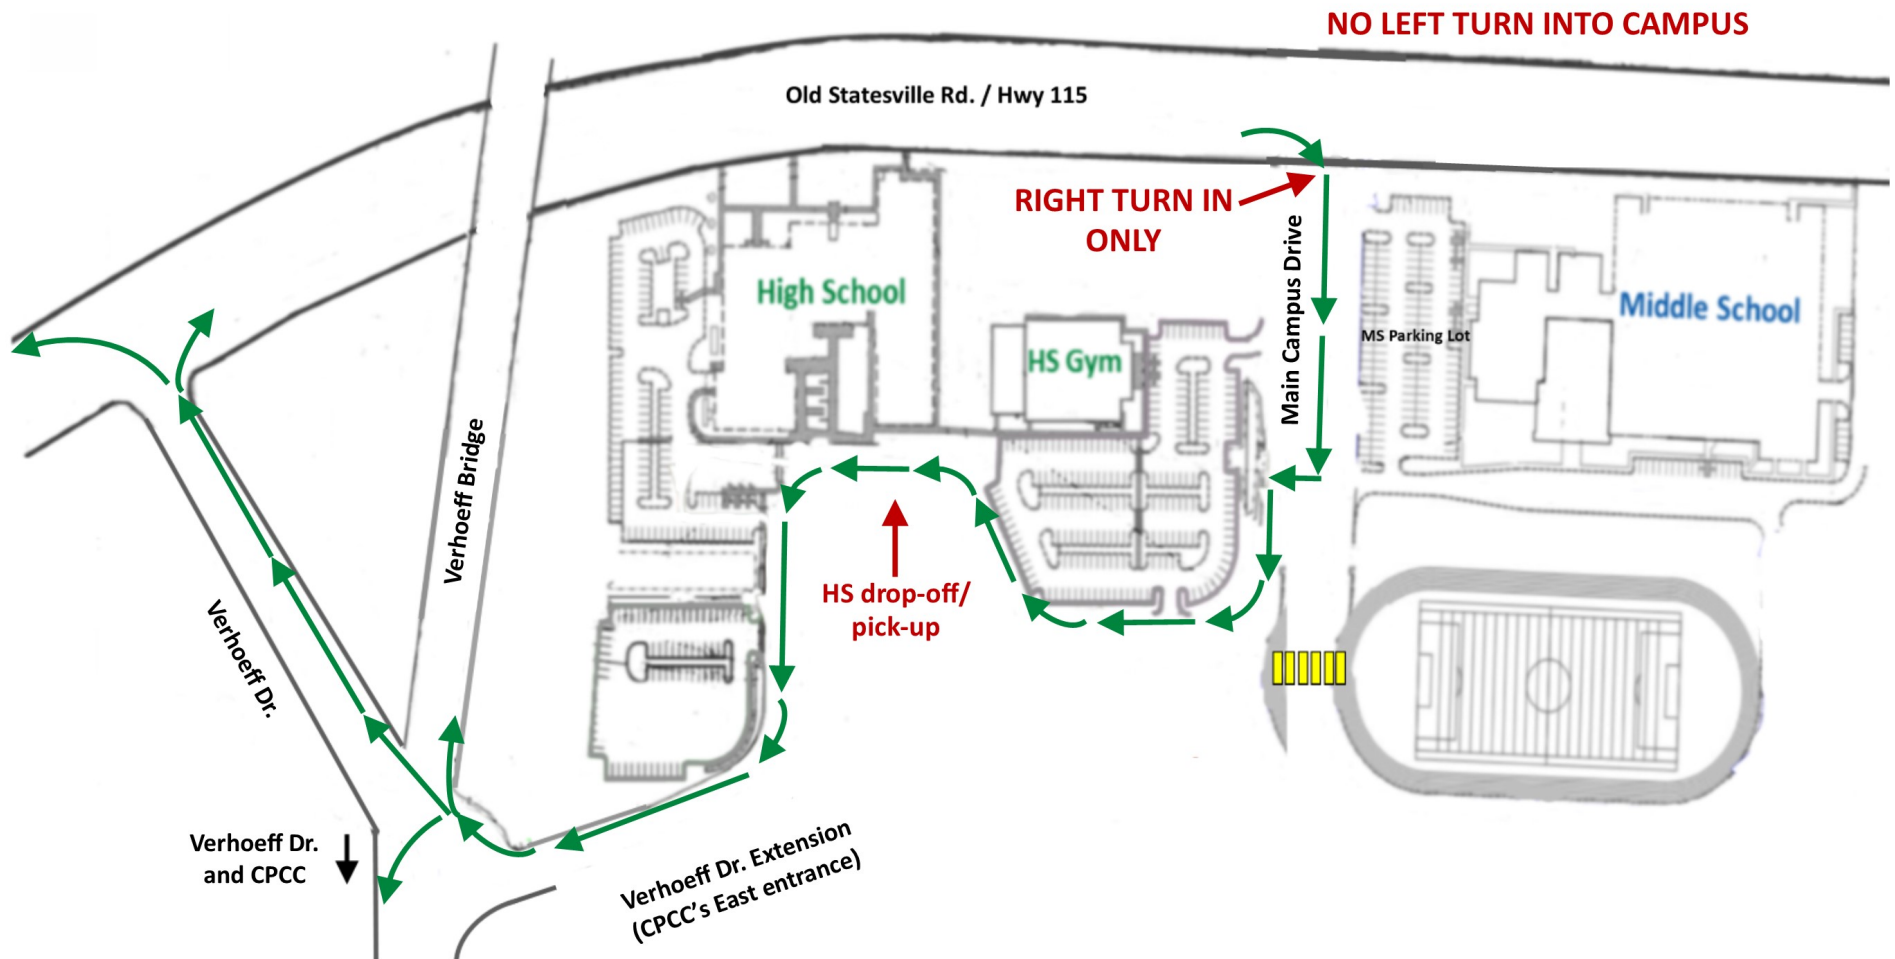 NO LEFT TURN INTO CAMPUS
Old Statesville Rd. / Hwy 115
RIGHT TURN IN
ONLY
Main Campus Drive
High School
Middle School
MS Parking Lot
HS Gym
Verhoeff Bridge
HS drop-off/
pick-up
Verhoeff Dr.
Verhoeff Dr.
and CPCC
Verhoeff Dr. Extension
(CPCC's East entrance)